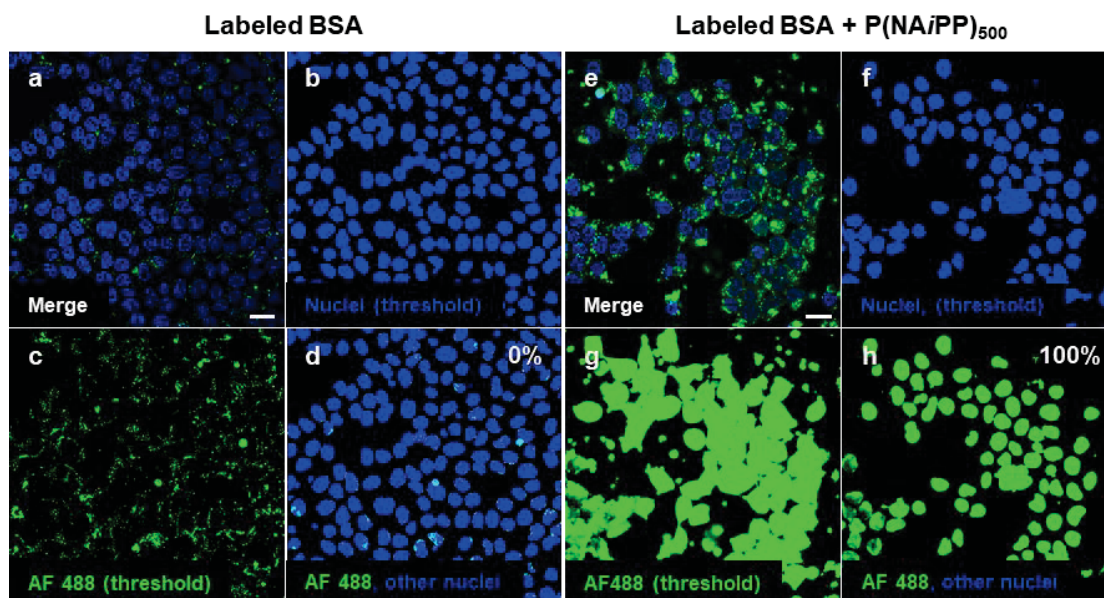 Labeled BSA
Labeled BSA + P(NAiPP)500
a
b
e
f
Merge
Nuclei (threshold)
Merge
Nuclei, (threshold)
c
d
0%
g
h
100%
AF 488 (threshold)
AF 488, other nuclei
AF488 (threshold)
AF 488, other nuclei